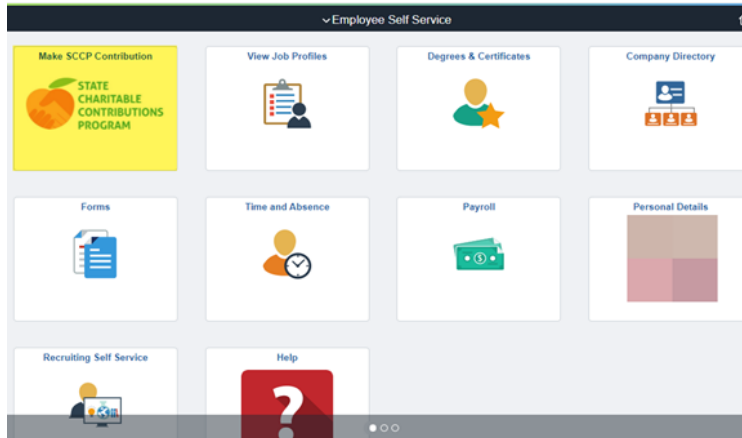 Employee Self Service
Make SCCP Contribution
STATE
CHARITABLE
CONTRIBUTIONS
PROGRAM
View Job Profiles
Degrees & Certificates
Company Directory
Forms
Time and Absence
Payroll
$
Personal Details
Recruiting Self Service
Help
?